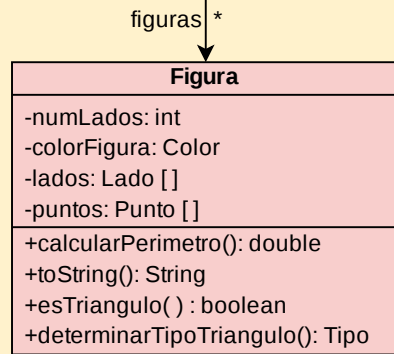 figuras *
Figura
-numLados: int
-colorFigura: Color
-lados: Lado [ ]
-puntos: Punto [ ]
+calcularPerimetro(): double
+toString(): String
+esTriangulo( ) : boolean
+determinarTipoTriangulo(): Tipo